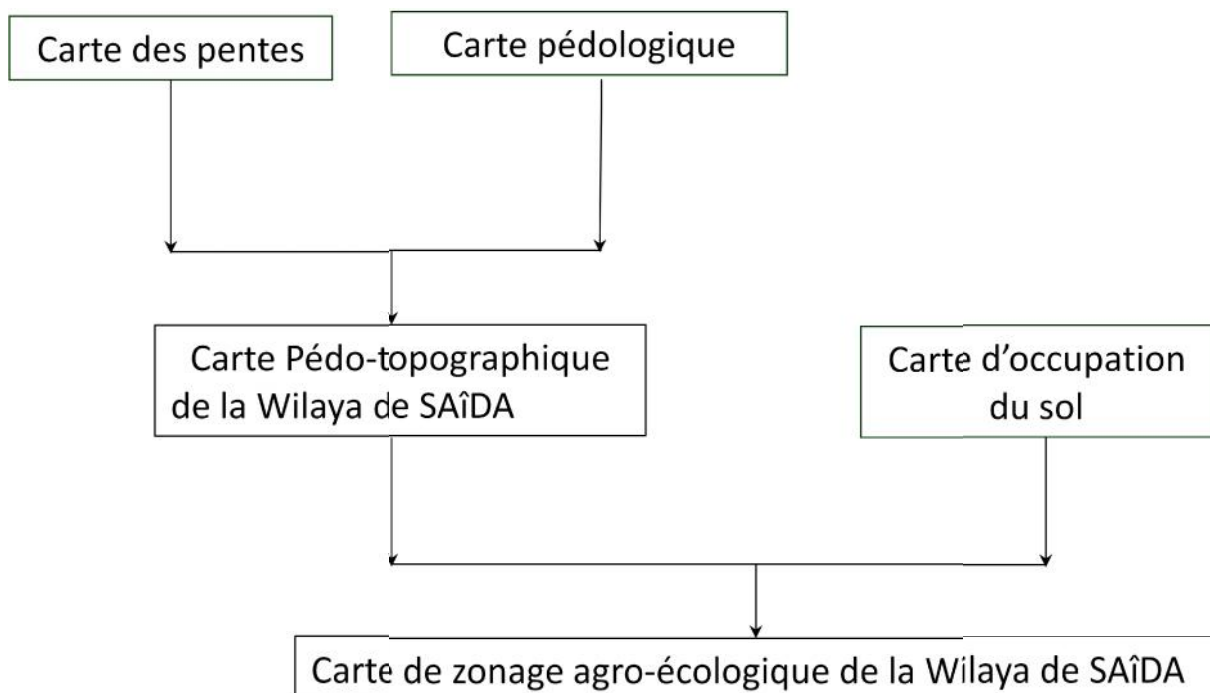 Carte des pentes
Carte pédologique
Carte Pédo-topographique
de la Wilaya de SAîDA
Carte d’occupation
du sol
Carte de zonage agro-écologique de la Wilaya de SAîDA